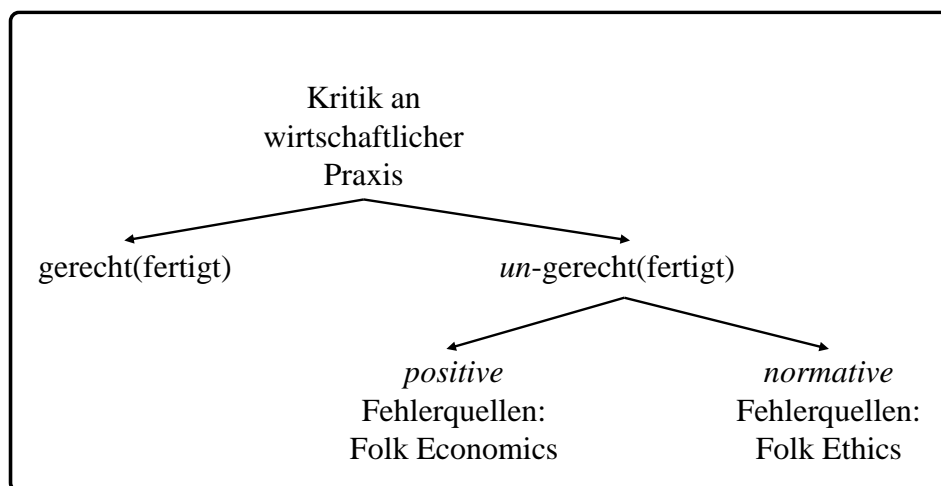 Kritik an
wirtschaftlicher
Praxis
gerecht(fertigt)
un-gerecht(fertigt)
positive
Fehlerquellen:
Folk Economics
normative
Fehlerquellen:
Folk Ethics